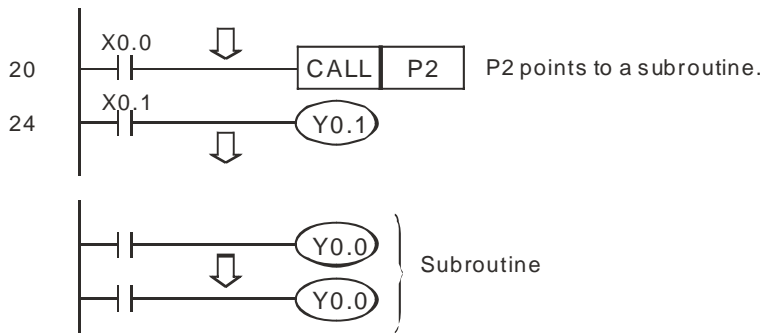 X0.0
20 CALL P2 P2 points to a subroutine.
X0.1
24 Y0.1
Y0.0
Subroutine
Y0.0